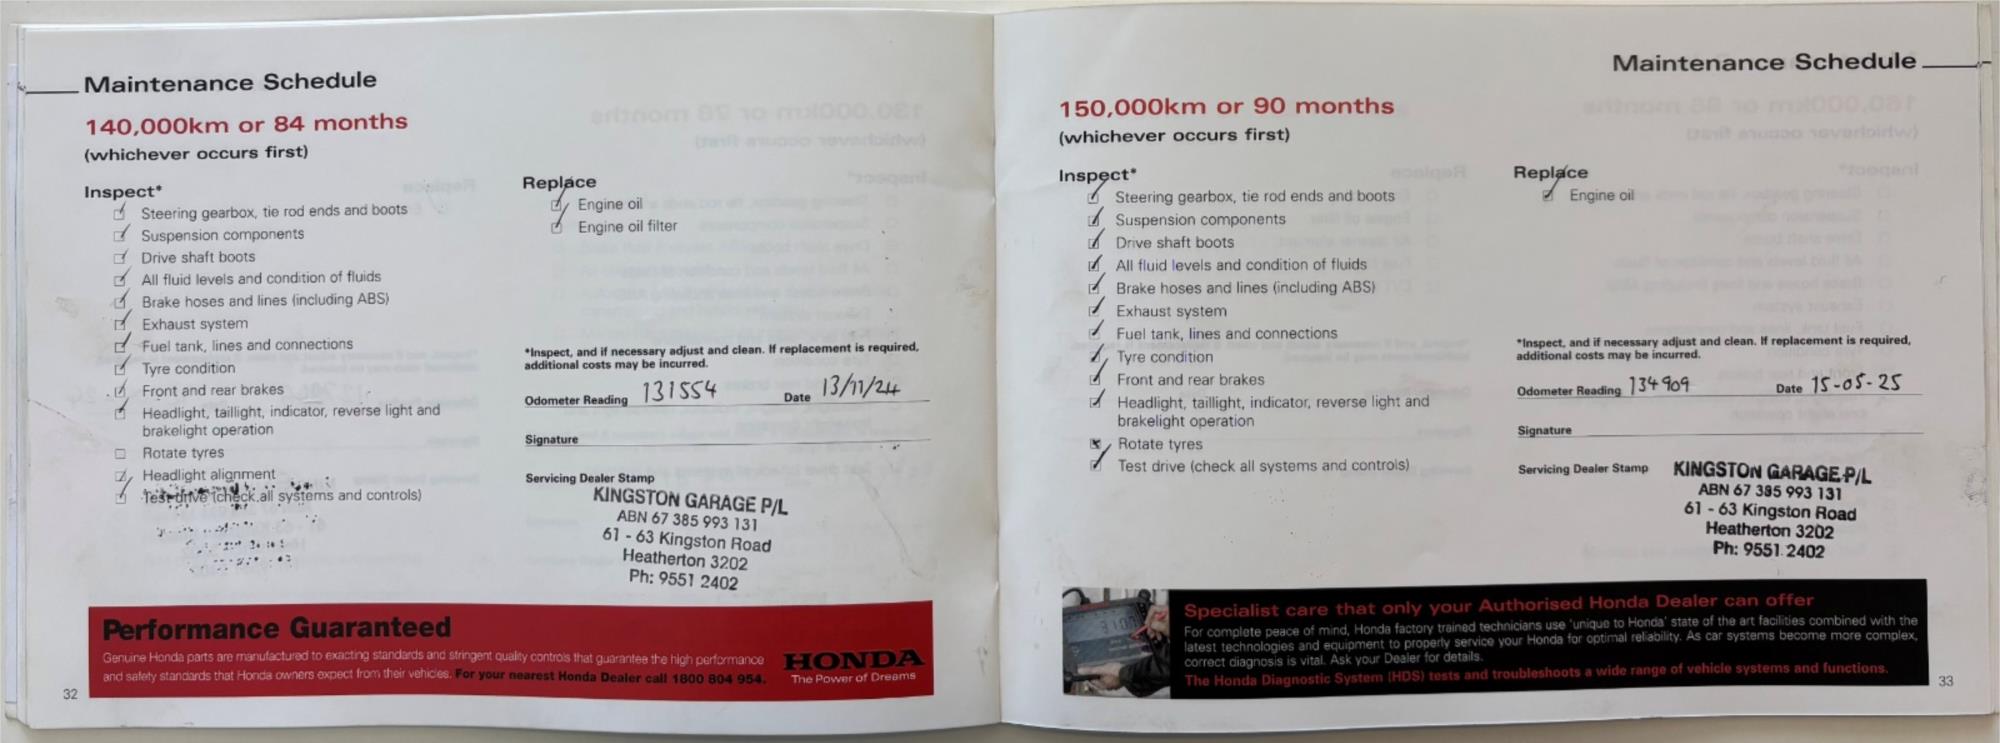 Maintenance Schedule
140,000km or 84 months
(whichever occurs first)
Inspect*
Steering gearbox, tie rod ends and boots
Suspension components
Drive shaft boots
All fluid levels and condition of fluids
Brake hoses and lines (including ABS)
Exhaust system
Fuel tank, lines and connections
Tyre condition
Front and rear brakes
Headlight, taillight, indicator, reverse light and
brakelight operation
Rotate tyres
Headlight alignment
Test drive (check all systems and controls)
Replace
Engine oil
Engine oil filter
*Inspect, and if necessary adjust and clean. If replacement is required,
additional costs may be incurred.
Odometer Reading 131554 Date 13/11/24
Signature
Servicing Dealer Stamp
KINGSTON GARAGE P/L
ABN 67 385 993 131
61 - 63 Kingston Road
Heatherton 3202
Ph: 9551 2402
Performance Guaranteed
Genuine Honda parts are manufactured to exacting standards and stringent quality controls that guarantee the high performance
and safety standards that Honda owners expect from their vehicles. For your nearest Honda Dealer call 1800 804 954.
HONDA
The Power of Dreams
32
Maintenance Schedule
150,000km or 90 months
(whichever occurs first)
Inspect*
Steering gearbox, tie rod ends and boots
Suspension components
Drive shaft boots
All fluid levels and condition of fluids
Brake hoses and lines (including ABS)
Exhaust system
Fuel tank, lines and connections
Tyre condition
Front and rear brakes
Headlight, taillight, indicator, reverse light and
brakelight operation
Rotate tyres
Test drive (check all systems and controls)
Replace
Engine oil
*Inspect, and if necessary adjust and clean. If replacement is required,
additional costs may be incurred.
Odometer Reading 134909 Date 15-05-25
Signature
Servicing Dealer Stamp
KINGSTON GARAGE P/L
ABN 67 385 993 131
61 - 63 Kingston Road
Heatherton 3202
Ph: 9551 2402
Specialist care that only your Authorised Honda Dealer can offer
For complete peace of mind, Honda factory trained technicians use 'unique to Honda' state of the art facilities combined with the
latest technologies and equipment to properly service your Honda for optimal reliability. As car systems become more complex,
correct diagnosis is vital. Ask your Dealer for details.
The Honda Diagnostic System (HDS) tests and troubleshoots a wide range of vehicle systems and functions.
33